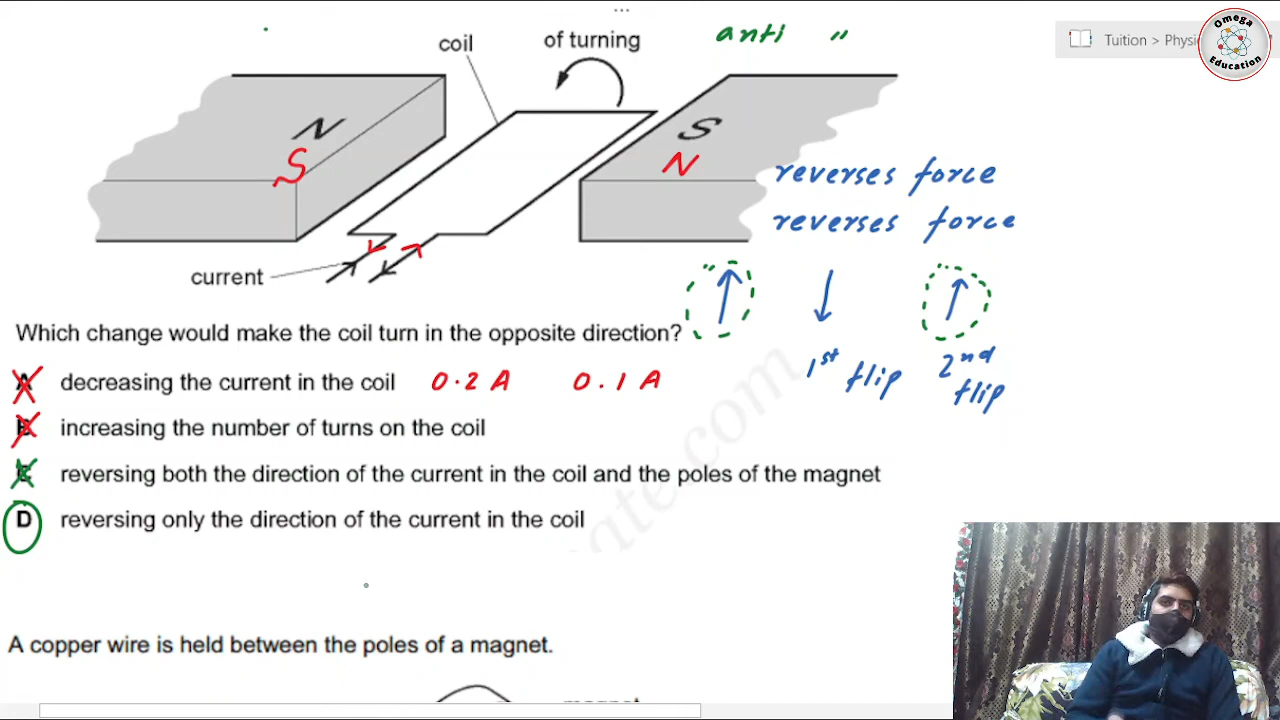 Omega
Education
Tuition > Physi
anti "
coil
of turning
N
S
S
N
reverses force
reverses force
current
Which change would make the coil turn in the opposite direction?
1st flip
2nd flip
A decreasing the current in the coil 0.2 A 0.1 A
B increasing the number of turns on the coil
C reversing both the direction of the current in the coil and the poles of the magnet
D reversing only the direction of the current in the coil
A copper wire is held between the poles of a magnet.
magnet